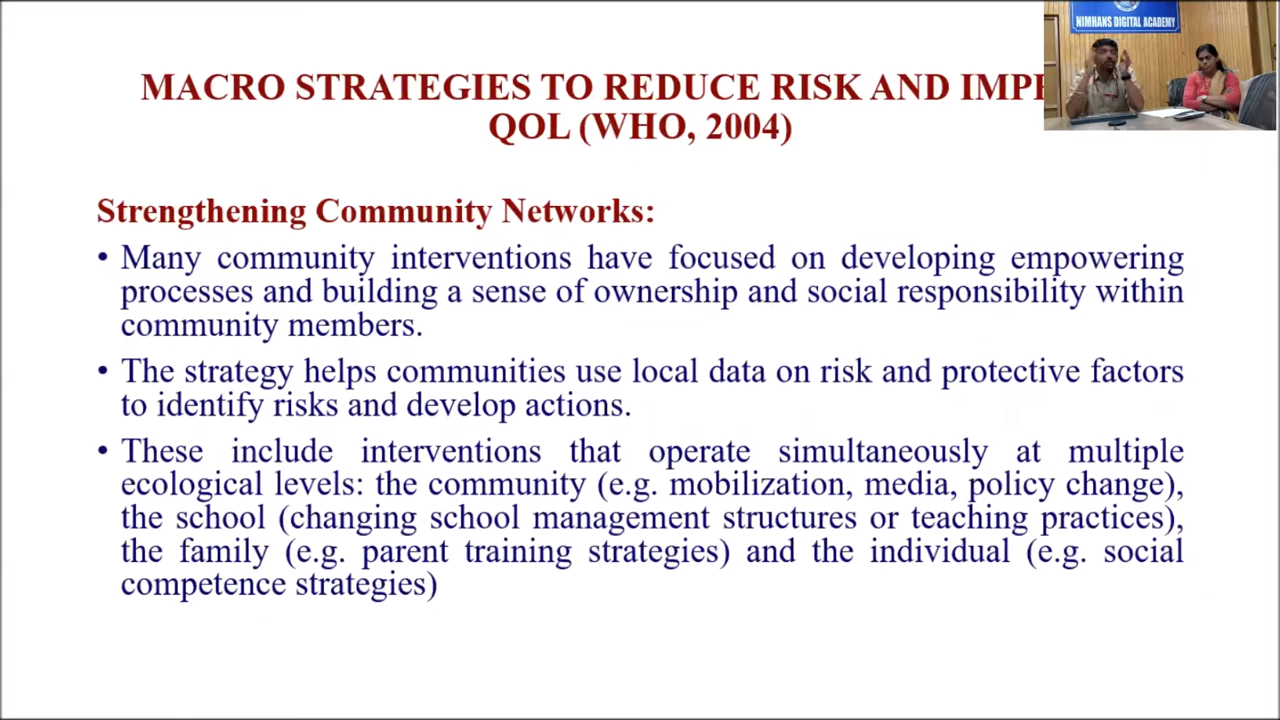 NIMHANS DIGITAL ACADEMY
MACRO STRATEGIES TO REDUCE RISK AND
QOL (WHO, 2004)
Strengthening Community Networks:
• Many community interventions have focused on developing empowering
processes and building a sense of ownership and social responsibility within
community members.
• The strategy helps communities use local data on risk and protective factors
to identify risks and develop actions.
• These include interventions that operate simultaneously at multiple
ecological levels: the community (e.g. mobilization, media, policy change),
the school (changing school management structures or teaching practices),
the family (e.g. parent training strategies) and the individual (e.g. social
competence strategies)